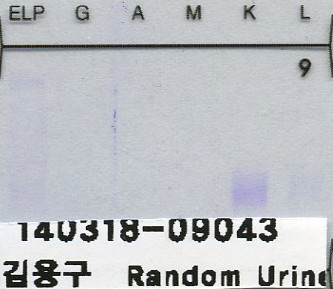 ELP G A M K L
9
140318-09043
김용구 Random Urine